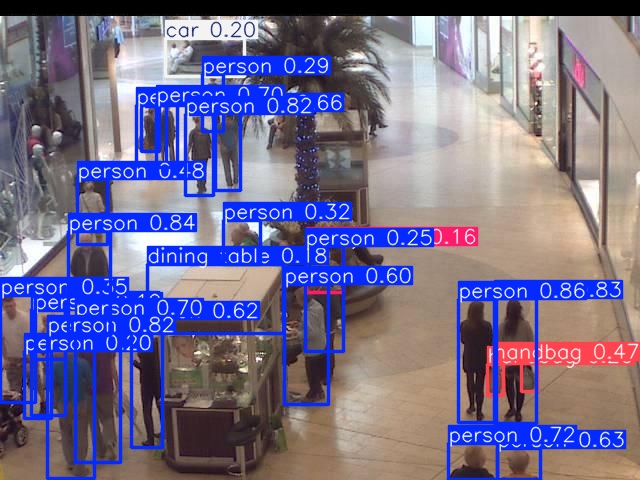 car 0.20
person 0.29
person 0.70
person 0.82
66
person 0.48
person 0.32
person 0.84
person 0.25
0.16
dining table 0.18
person 0.60
person 0.35
person 0.86
.83
person 0.70
0.62
person 0.82
person 0.20
handbag 0.47
person 0.72
0.63